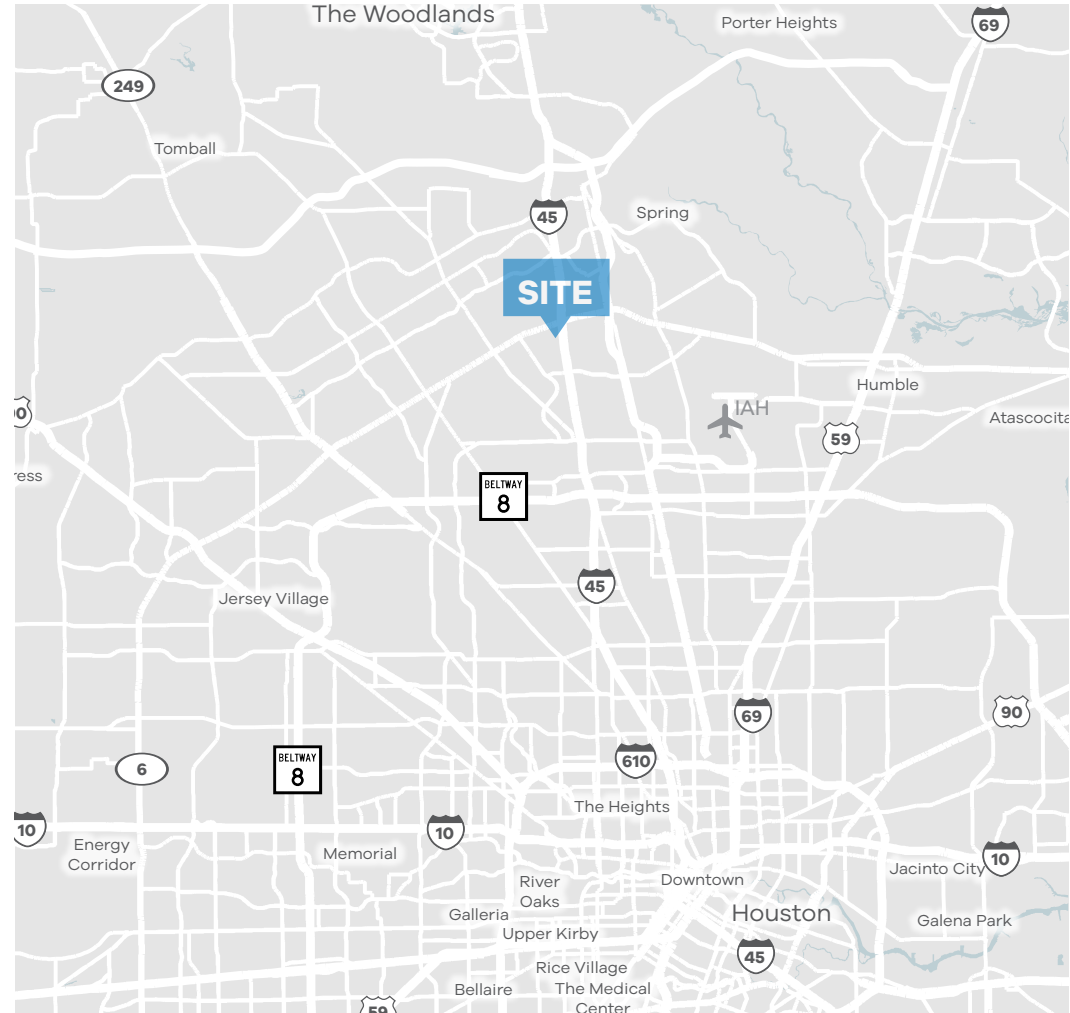 The Woodlands
Porter Heights
69
249
Tomball
45
Spring
SITE
Humble
IAH
Atascocita
90
59
ress
BELTWAY
8
45
Jersey Village
69
90
610
6
BELTWAY
8
The Heights
10
10
Energy
Corridor
Memorial
10
Jacinto City
Downtown
River
Oaks
Galleria
Houston
Galena Park
Upper Kirby
45
Rice Village
Bellaire
The Medical
Center
59